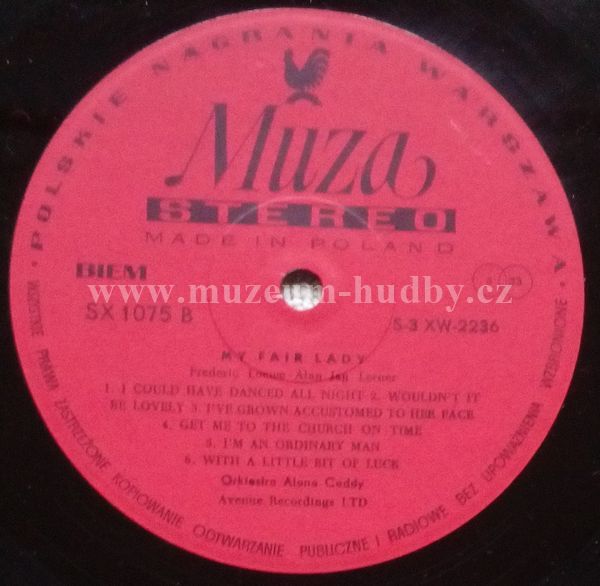 • POLSKIE NAGRANIA WARSZAWA •
Muza
STEREO
MADE IN POLAND
BIEM
33
SX 1075 B
S-3 XW-2236
www.muzeum-hudby.cz
MY FAIR LADY
Frederic Alan Jay Lerner
1. I COULD HAVE DANCED ALL NIGHT 2. WOULDN'T IT
BE LOVELY 3. I'VE GROWN ACCUSTOMED TO HER FACE
4. GET ME TO THE CHURCH ON TIME
5. I'M AN ORDINARY MAN
6. WITH A LITTLE BIT OF LUCK
Orkiestra Alana Caddy
Avenue Recordings LTD
WSZYSTKIE PRAWA ZASTRZEŻONE KOPIOWANIE ODTWARZANIE PUBLICZNE I RADIOWE BEZ UPOWAŻNIENIA WZBRONIONE